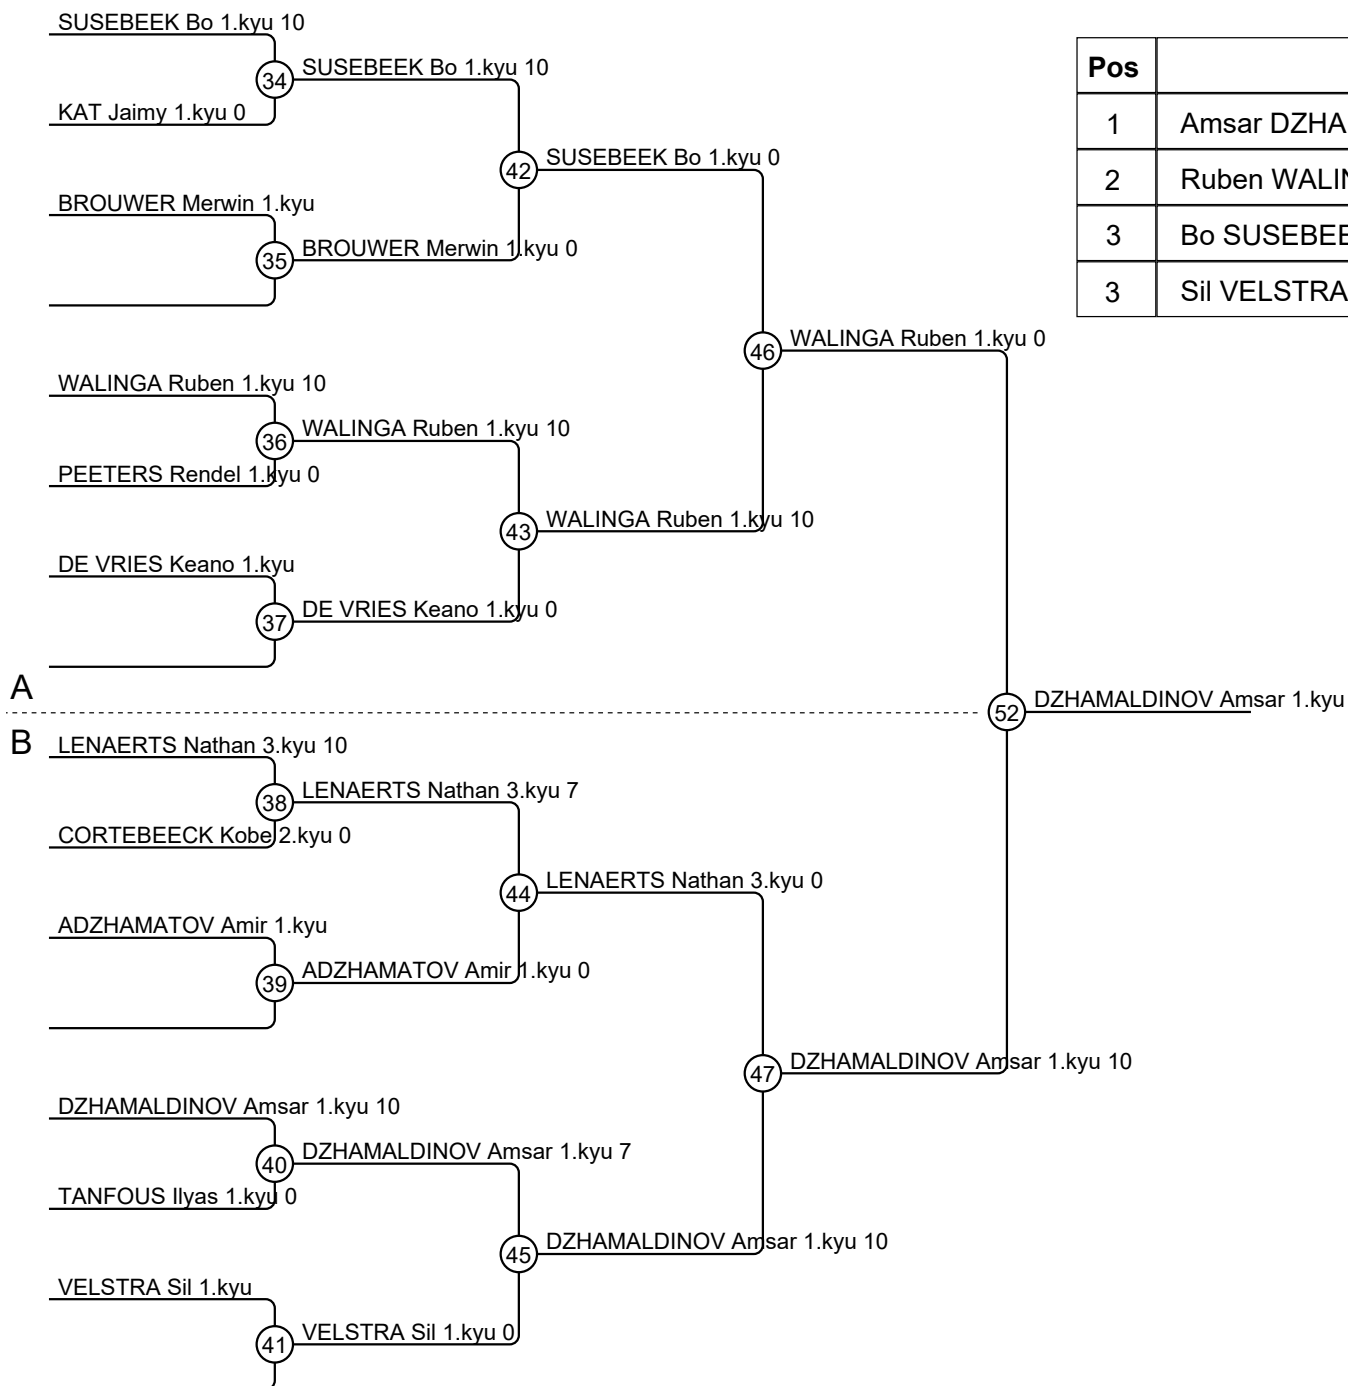 SUSEBEEK Bo 1.kyu 10
34
SUSEBEEK Bo 1.kyu 10
KAT Jaimy 1.kyu 0
42
SUSEBEEK Bo 1.kyu 0
BROUWER Merwin 1.kyu
35
BROUWER Merwin 1.kyu 0
46
WALINGA Ruben 1.kyu 0
WALINGA Ruben 1.kyu 10
36
WALINGA Ruben 1.kyu 10
PEETERS Rendel 1.kyu 0
43
WALINGA Ruben 1.kyu 10
DE VRIES Keano 1.kyu
37
DE VRIES Keano 1.kyu 0
A
52
DZHAMALDINOV Amsar 1.kyu
B
LENAERTS Nathan 3.kyu 10
38
LENAERTS Nathan 3.kyu 7
CORTEBEECK Kobe 2.kyu 0
44
LENAERTS Nathan 3.kyu 0
ADZHAMATOV Amir 1.kyu
39
ADZHAMATOV Amir 1.kyu 0
47
DZHAMALDINOV Amsar 1.kyu 10
DZHAMALDINOV Amsar 1.kyu 10
40
DZHAMALDINOV Amsar 1.kyu 7
TANFOUS Ilyas 1.kyu 0
45
DZHAMALDINOV Amsar 1.kyu 10
VELSTRA Sil 1.kyu
41
VELSTRA Sil 1.kyu 0
Pos
1 Amsar DZHA
2 Ruben WALI
3 Bo SUSEBEE
3 Sil VELSTRA